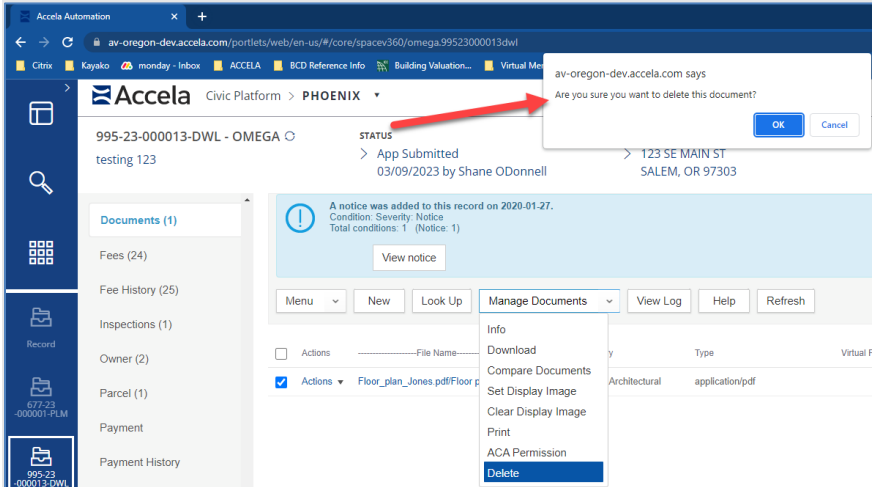 Accela Automation
av-oregon-dev.accela.com/portlets/web/en-us/#/core/spacev360/omega.99523000013dwl
Citrix Kayako monday - Inbox ACCELA BCD Reference Info Building Valuation... Virtual Me
av-oregon-dev.accela.com says
Are you sure you want to delete this document?
OK Cancel
Accela Civic Platform > PHOENIX
995-23-000013-DWL - OMEGA
testing 123
STATUS
App Submitted
03/09/2023 by Shane ODonnell
123 SE MAIN ST
SALEM, OR 97303
Documents (1)
Fees (24)
Fee History (25)
Inspections (1)
Owner (2)
Parcel (1)
Payment
Payment History
Record
677-23
-000001-PLM
995-23
-000013-DWL
A notice was added to this record on 2020-01-27.
Condition: Severity: Notice
Total conditions: 1 (Notice: 1)
View notice
Menu New Look Up Manage Documents View Log Help Refresh
Info
Download
Compare Documents
Set Display Image
Clear Display Image
Print
ACA Permission
Delete
Actions --------------------File Name-------- y Type Virtual F
Actions Floor_plan_Jones.pdf/Floor p Architectural application/pdf